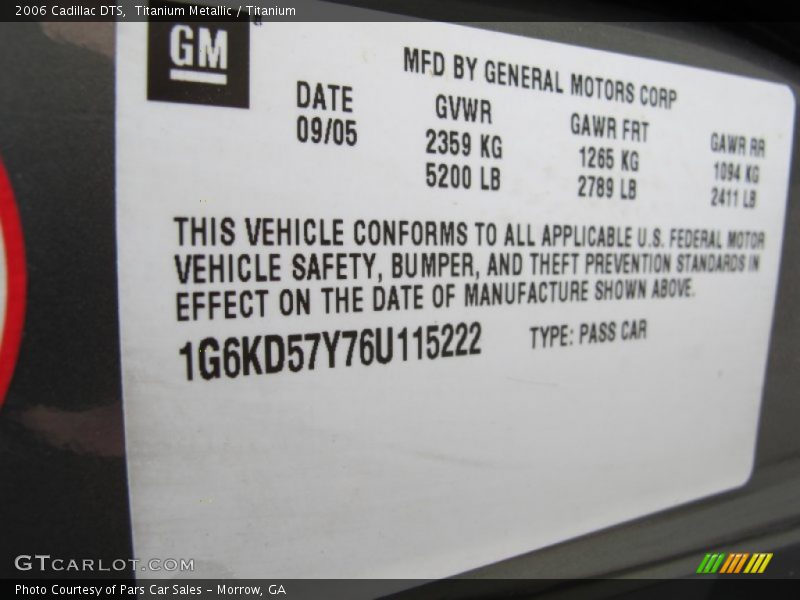 2006 Cadillac DTS,  Titanium Metallic / Titanium
GM
MFD BY GENERAL MOTORS CORP
DATE GVWR GAWR FRT GAWR RR
09/05 2359 KG 1265 KG 1094 KG
5200 LB 2789 LB 2411 LB
THIS VEHICLE CONFORMS TO ALL APPLICABLE U.S. FEDERAL MOTOR
VEHICLE SAFETY, BUMPER, AND THEFT PREVENTION STANDARDS IN
EFFECT ON THE DATE OF MANUFACTURE SHOWN ABOVE.
1G6KD57Y76U115222 TYPE: PASS CAR
GTCARLOT.COM
Photo Courtesy of Pars Car Sales - Morrow, GA